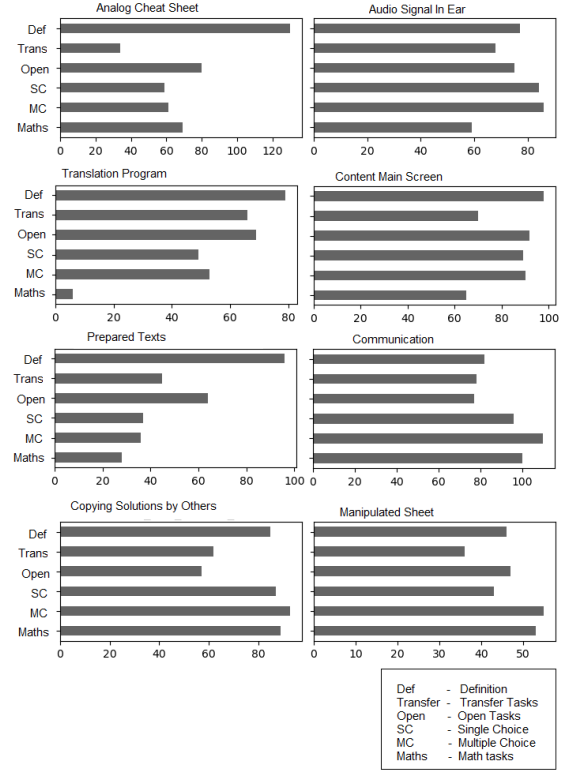 Analog Cheat Sheet
Def
Trans
Open
SC
MC
Maths
0 20 40 60 80 100 120
Audio Signal In Ear
0 20 40 60 80
Translation Program
Def
Trans
Open
SC
MC
Maths
0 20 40 60 80
Content Main Screen
0 20 40 60 80 100
Prepared Texts
Def
Trans
Open
SC
MC
Maths
0 20 40 60 80 100
Communication
0 20 40 60 80 100
Copying Solutions by Others
Def
Trans
Open
SC
MC
Maths
0 20 40 60 80
Manipulated Sheet
0 10 20 30 40 50
Def - Definition
Transfer - Transfer Tasks
Open - Open Tasks
SC - Single Choice
MC - Multiple Choice
Maths - Math tasks